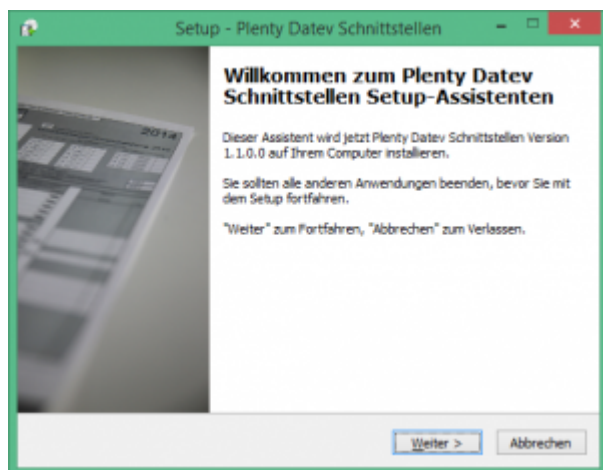 Setup - Plenty Datev Schnittstellen
2014
Willkommen zum Plenty Datev
Schnittstellen Setup-Assistenten
Dieser Assistent wird jetzt Plenty Datev Schnittstellen Version
1.1.0.0 auf Ihrem Computer installieren.
Sie sollten alle anderen Anwendungen beenden, bevor Sie mit
dem Setup fortfahren.
"Weiter" zum Fortfahren, "Abbrechen" zum Verlassen.
Weiter >
Abbrechen